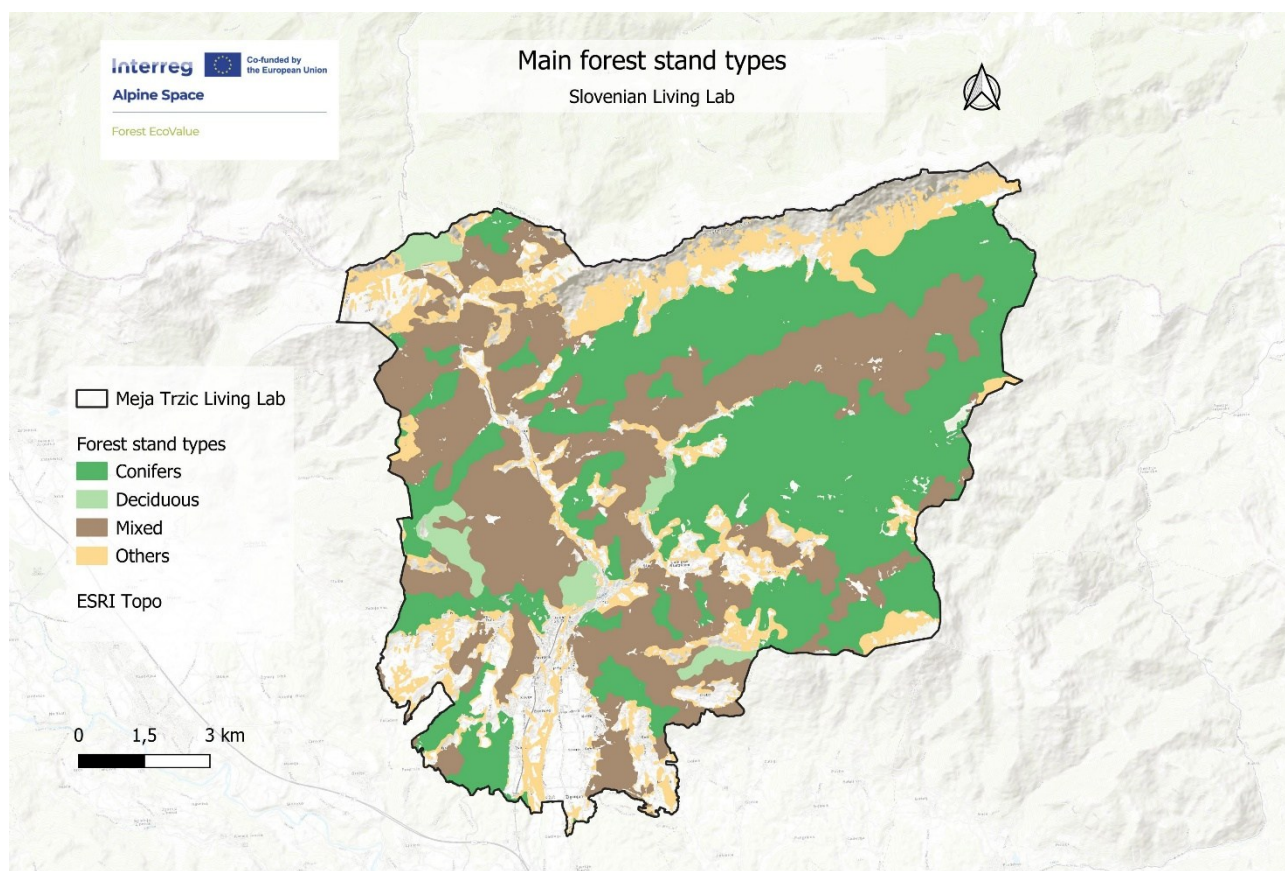 Interreg
Co-funded by
the European Union
Alpine Space
Forest EcoValue
Main forest stand types
Slovenian Living Lab
Meja Trzic Living Lab
Forest stand types
Conifers
Deciduous
Mixed
Others
ESRI Topo
0 1,5 3 km